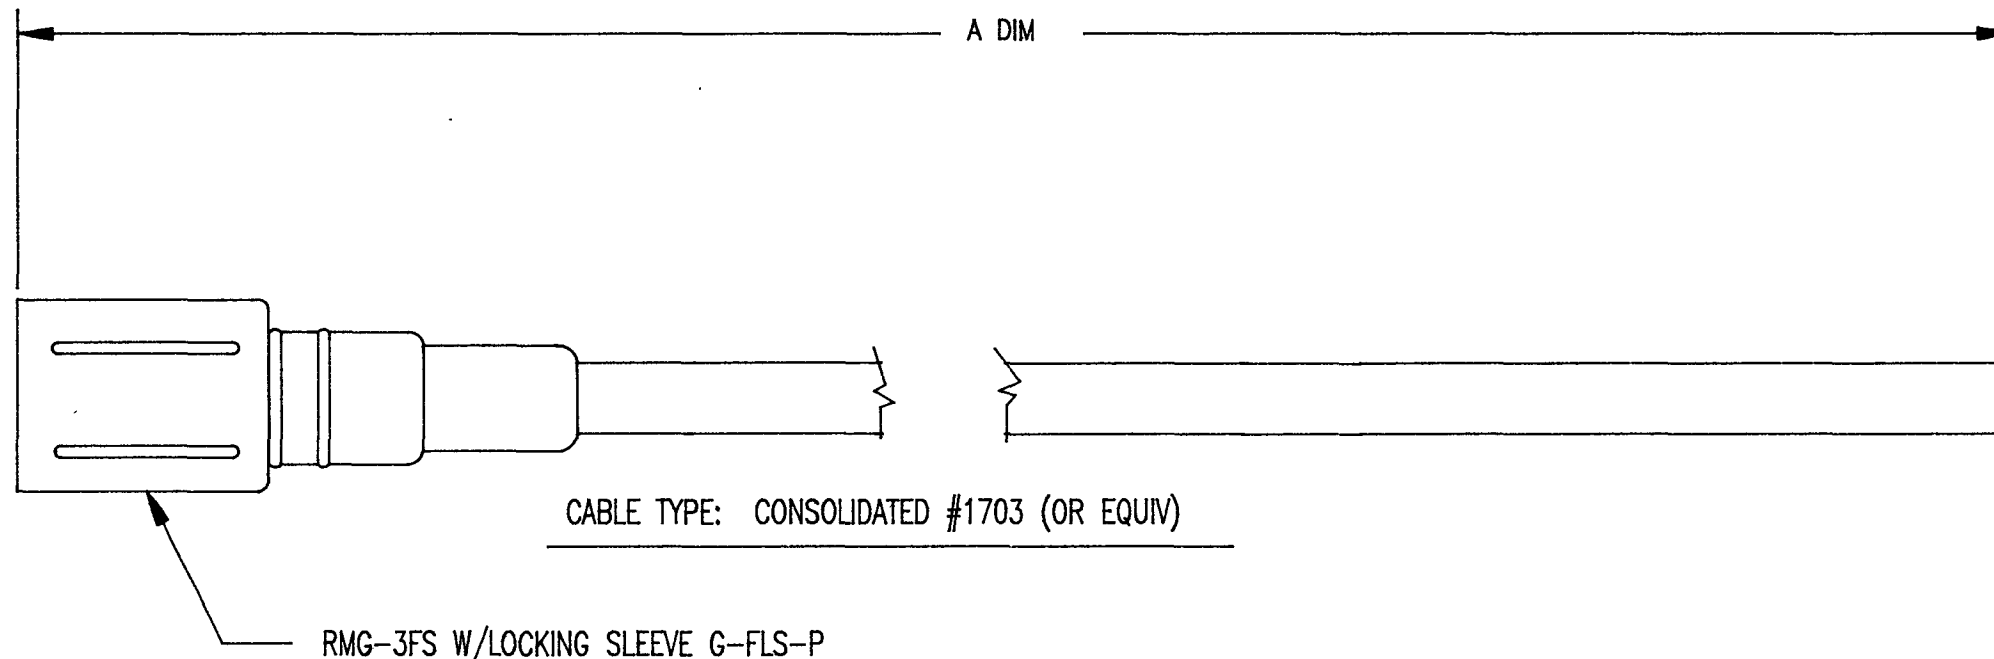 A DIM
CABLE TYPE: CONSOLIDATED #1703 (OR EQUIV)
RMG-3FS W/LOCKING SLEEVE G-FLS-P